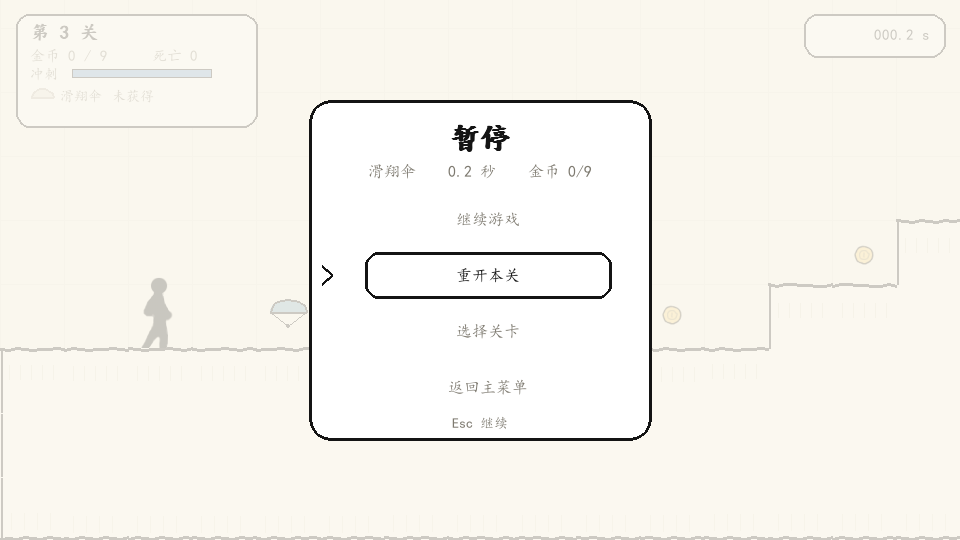 第 3 关
金币 0 / 9 死亡 0
冲刺
滑翔伞 未获得
000.2 s
暂停
滑翔伞 0.2 秒 金币 0/9
继续游戏
重开本关
选择关卡
返回主菜单
Esc 继续